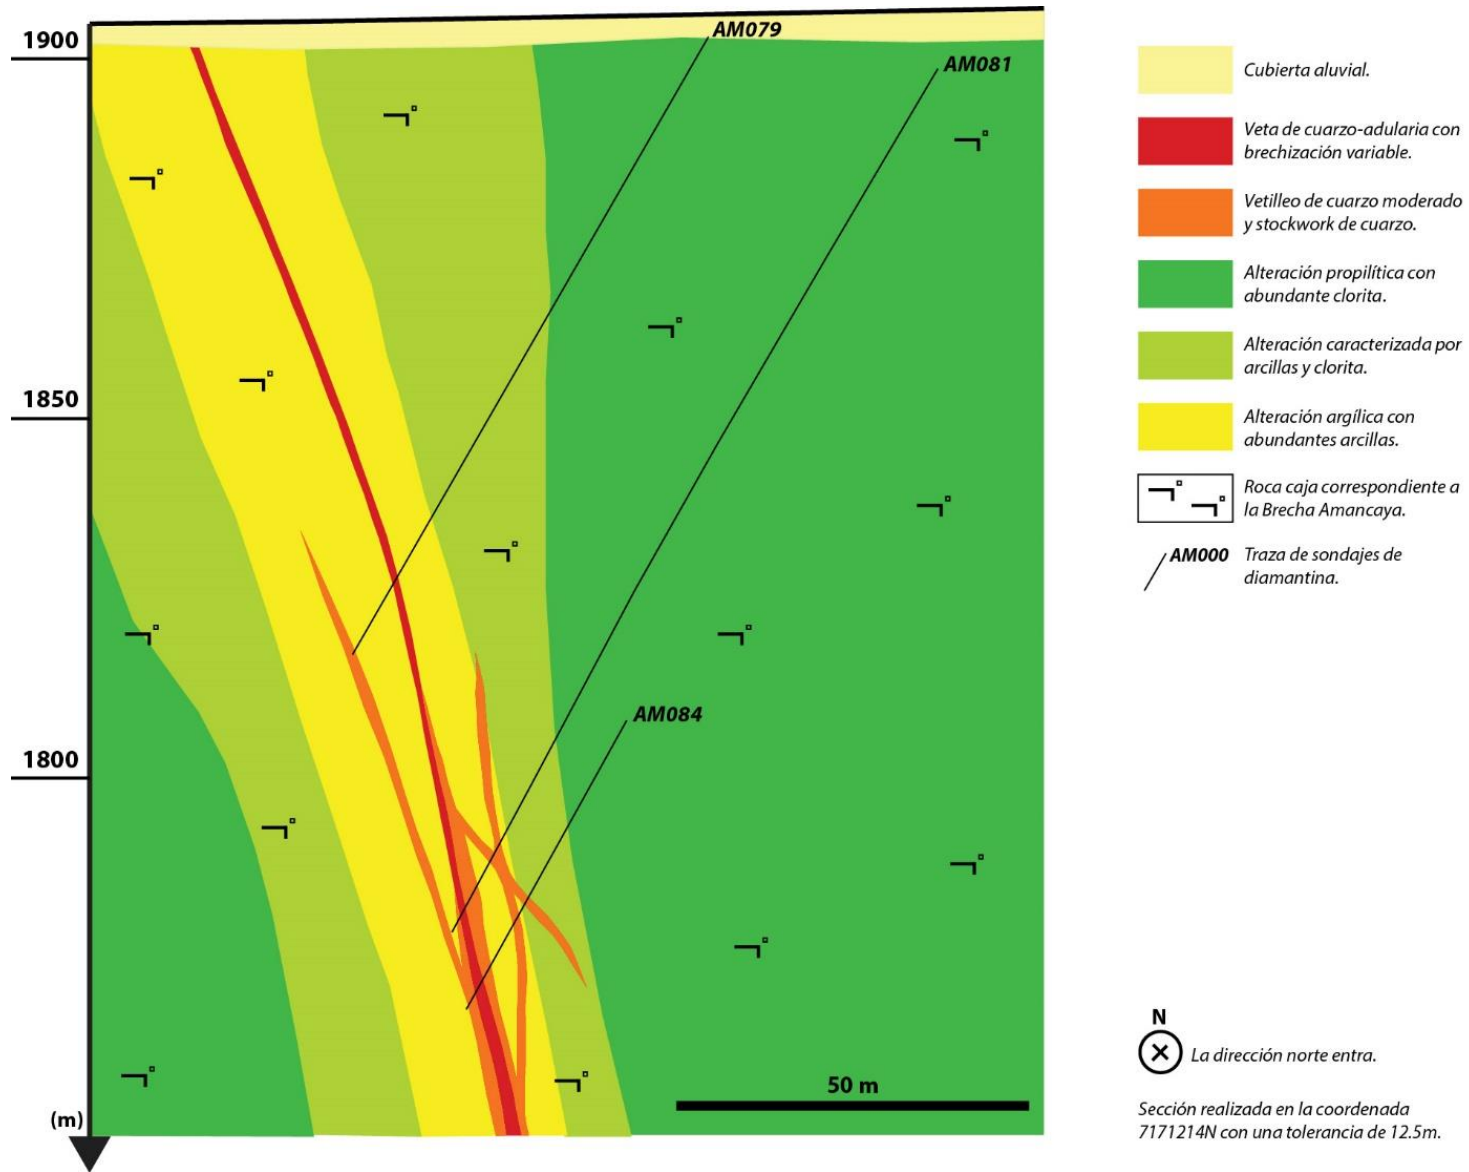 1900
1850
1800
(m)
AM079
AM081
AM084
50 m
Cubierta aluvial.
Veta de cuarzo-adularia con
brechización variable.
Vetilleo de cuarzo moderado
y stockwork de cuarzo.
Alteración propilítica con
abundante clorita.
Alteración caracterizada por
arcillas y clorita.
Alteración argílica con
abundantes arcillas.
Roca caja correspondiente a
la Brecha Amancaya.
AM000 Traza de sondajes de
diamantina.
N
La dirección norte entra.
Sección realizada en la coordenada
7171214N con una tolerancia de 12.5m.